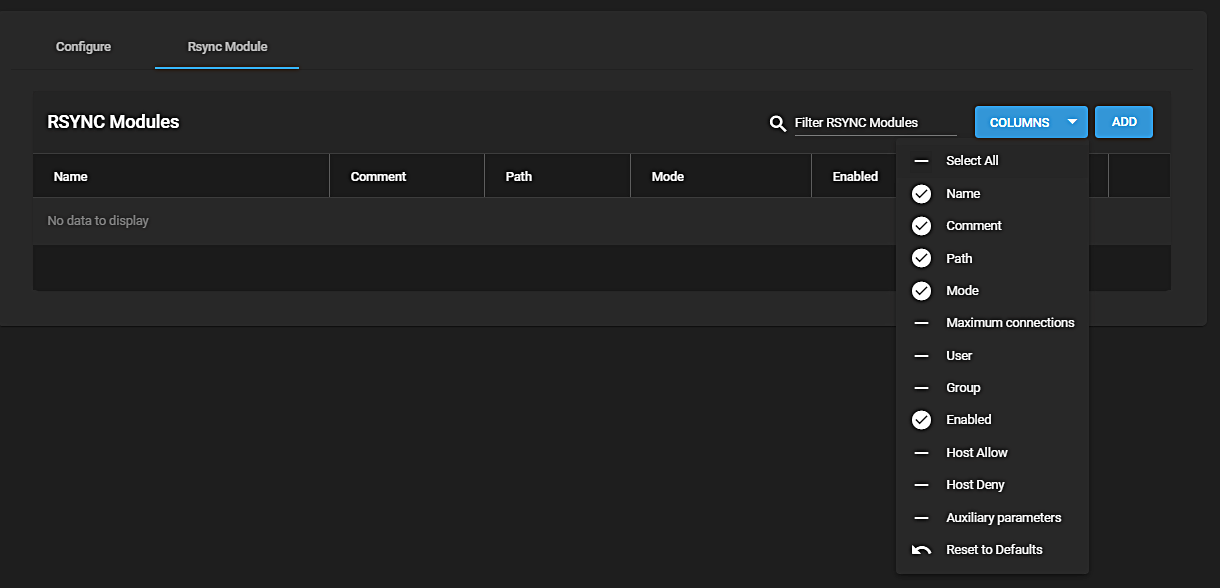 Configure
Rsync Module
RSYNC Modules
Filter RSYNC Modules
COLUMNS
ADD
Name
Comment
Path
Mode
Enabled
No data to display
Select All
Name
Comment
Path
Mode
Maximum connections
User
Group
Enabled
Host Allow
Host Deny
Auxiliary parameters
Reset to Defaults